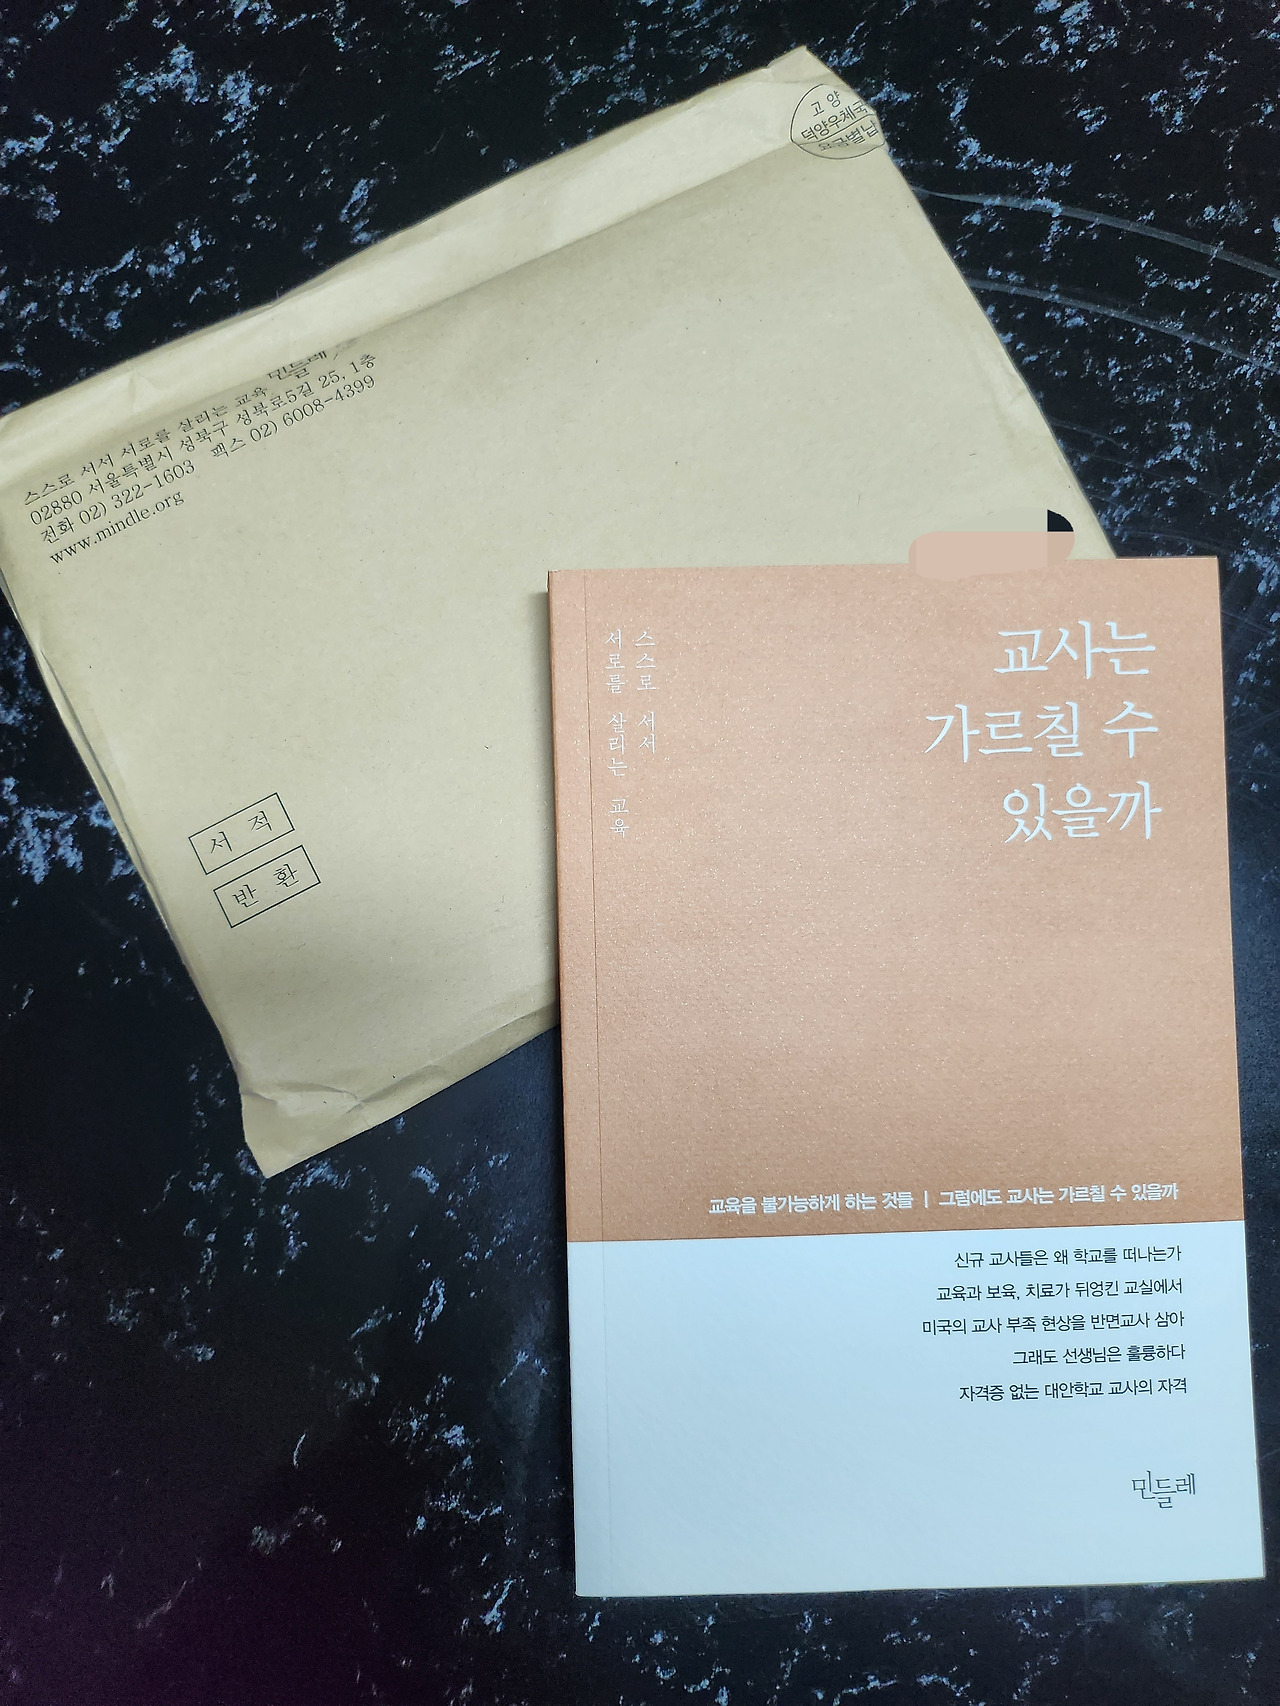 고 양
덕양우체국
요금별납
스스로 서서 서로를 살리는 교육 민들레
02880 서울특별시 성북구 성북로5길 25, 1층
전화 02) 322-1603 팩스 02) 6008-4399
www.mindle.org
서 적
반 환
스스로 서서
서로를 살리는 교육
교사는
가르칠 수
있을까
교육을 불가능하게 하는 것들 | 그럼에도 교사는 가르칠 수 있을까
신규 교사들은 왜 학교를 떠나는가
교육과 보육, 치료가 뒤엉킨 교실에서
미국의 교사 부족 현상을 반면교사 삼아
그래도 선생님은 훌륭하다
자격증 없는 대안학교 교사의 자격
민들레